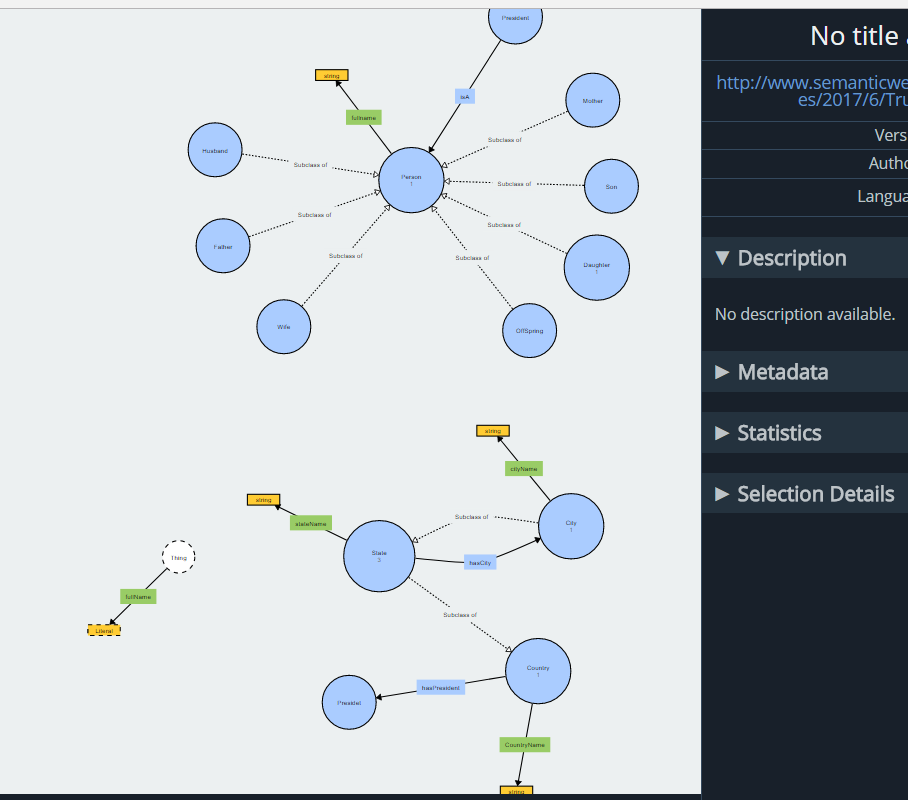 President
string
isA
Mother
fullname
Subclass of
Husband
Subclass of
Person
1
Subclass of
Son
Subclass of
Subclass of
Father
Subclass of
Subclass of
Daughter
1
Wife
OffSpring
string
cityName
string
stateName
Subclass of
City
1
State
3
hasCity
Thing
fullName
Literal
Subclass of
Country
1
hasPresident
Presidet
CountryName
string
No title a
http://www.semanticwe
es/2017/6/Tru
Vers
Autho
Langua
▼ Description
No description available.
▶ Metadata
▶ Statistics
▶ Selection Details